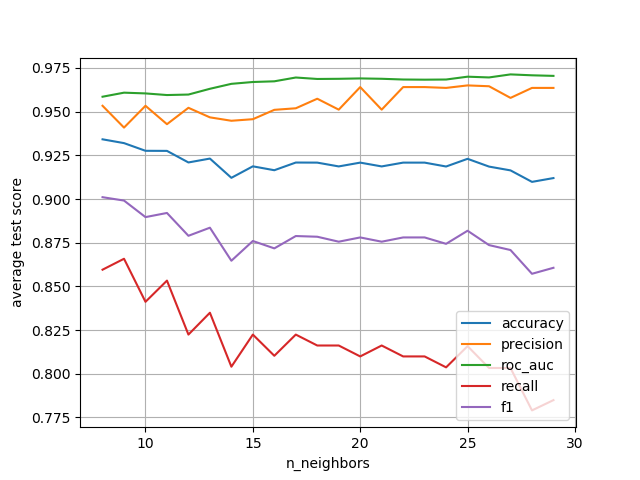 0.975
0.950
0.925
0.900
0.875
0.850
0.825
0.800
0.775
average test score
accuracy
precision
roc_auc
recall
f1
10 15 20 25 30
n_neighbors